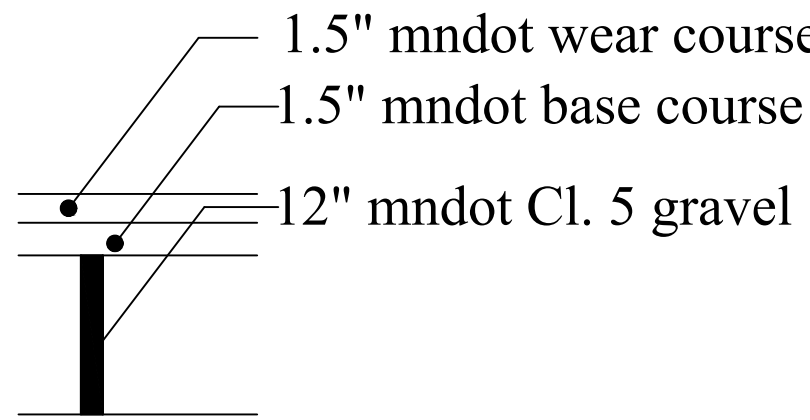 1.5" mndot wear course
1.5" mndot base course
12" mndot Cl. 5 gravel